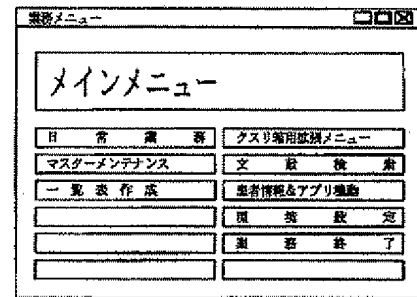 業務メニュー
メインメニュー
日常業務
クスリ箱用拡張メニュー
マスターメンテナンス
文献検索
一覧表作成
患者情報&アプリ連動
環境設定
業務終了